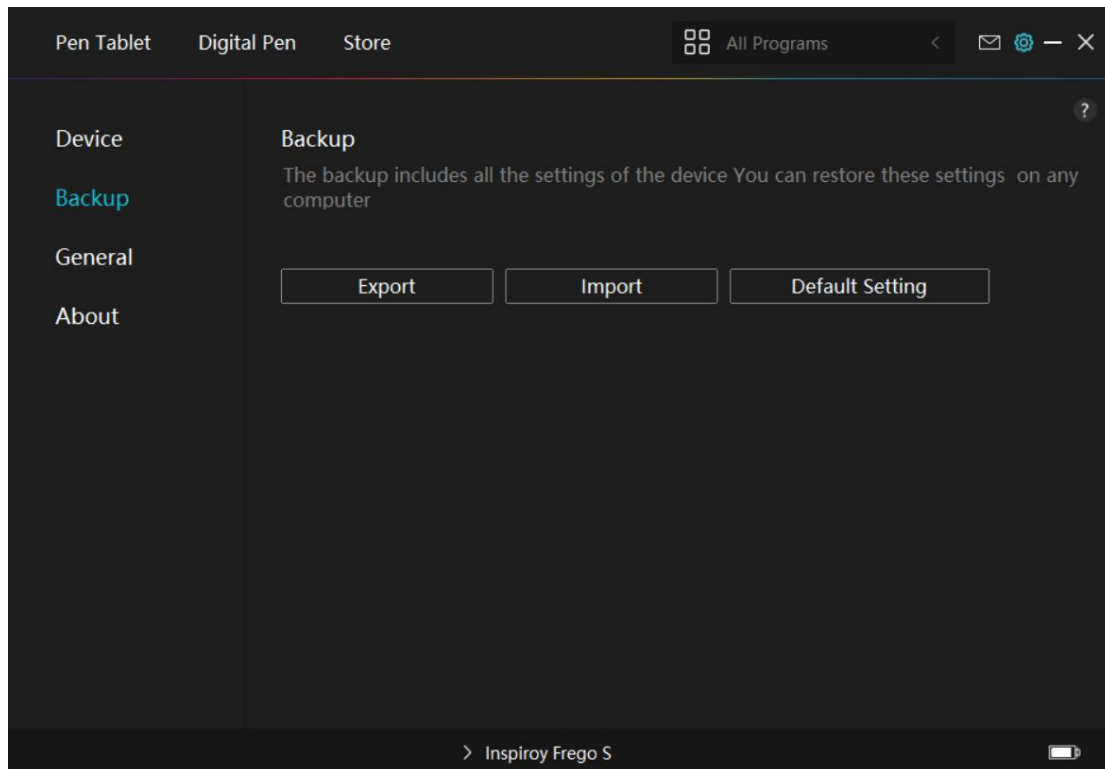 Pen Tablet Digital Pen Store All Programs
?
Device
Backup
General
About
Backup
The backup includes all the settings of the device You can restore these settings on any
computer
Export Import Default Setting
Inspiroy Frego S